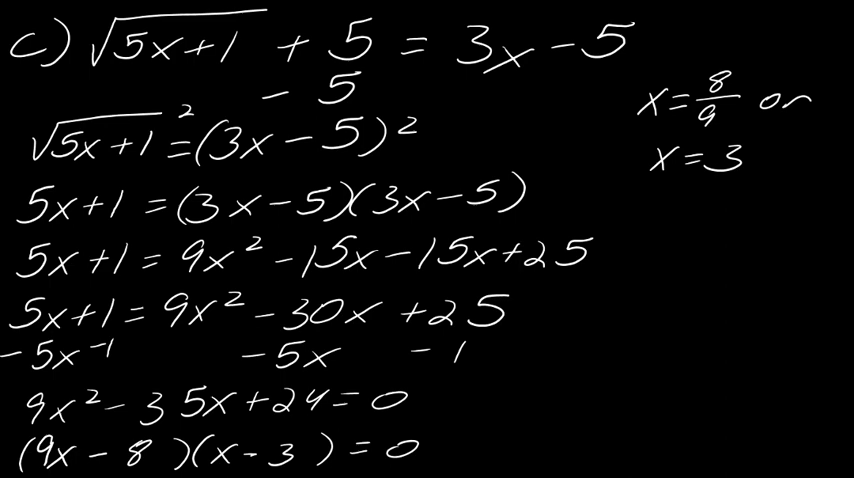 c) √5x+1 + 5 = 3x - 5
- 5
√5x+1² = (3x - 5)²
5x+1 = (3x-5)(3x-5)
5x+1 = 9x² -15x -15x+25
5x+1 = 9x² -30x +25
-5x -1 -5x -1
9x² - 35x+24 = 0
(9x - 8 )(x - 3 ) = 0
x = 8/9 or
x = 3